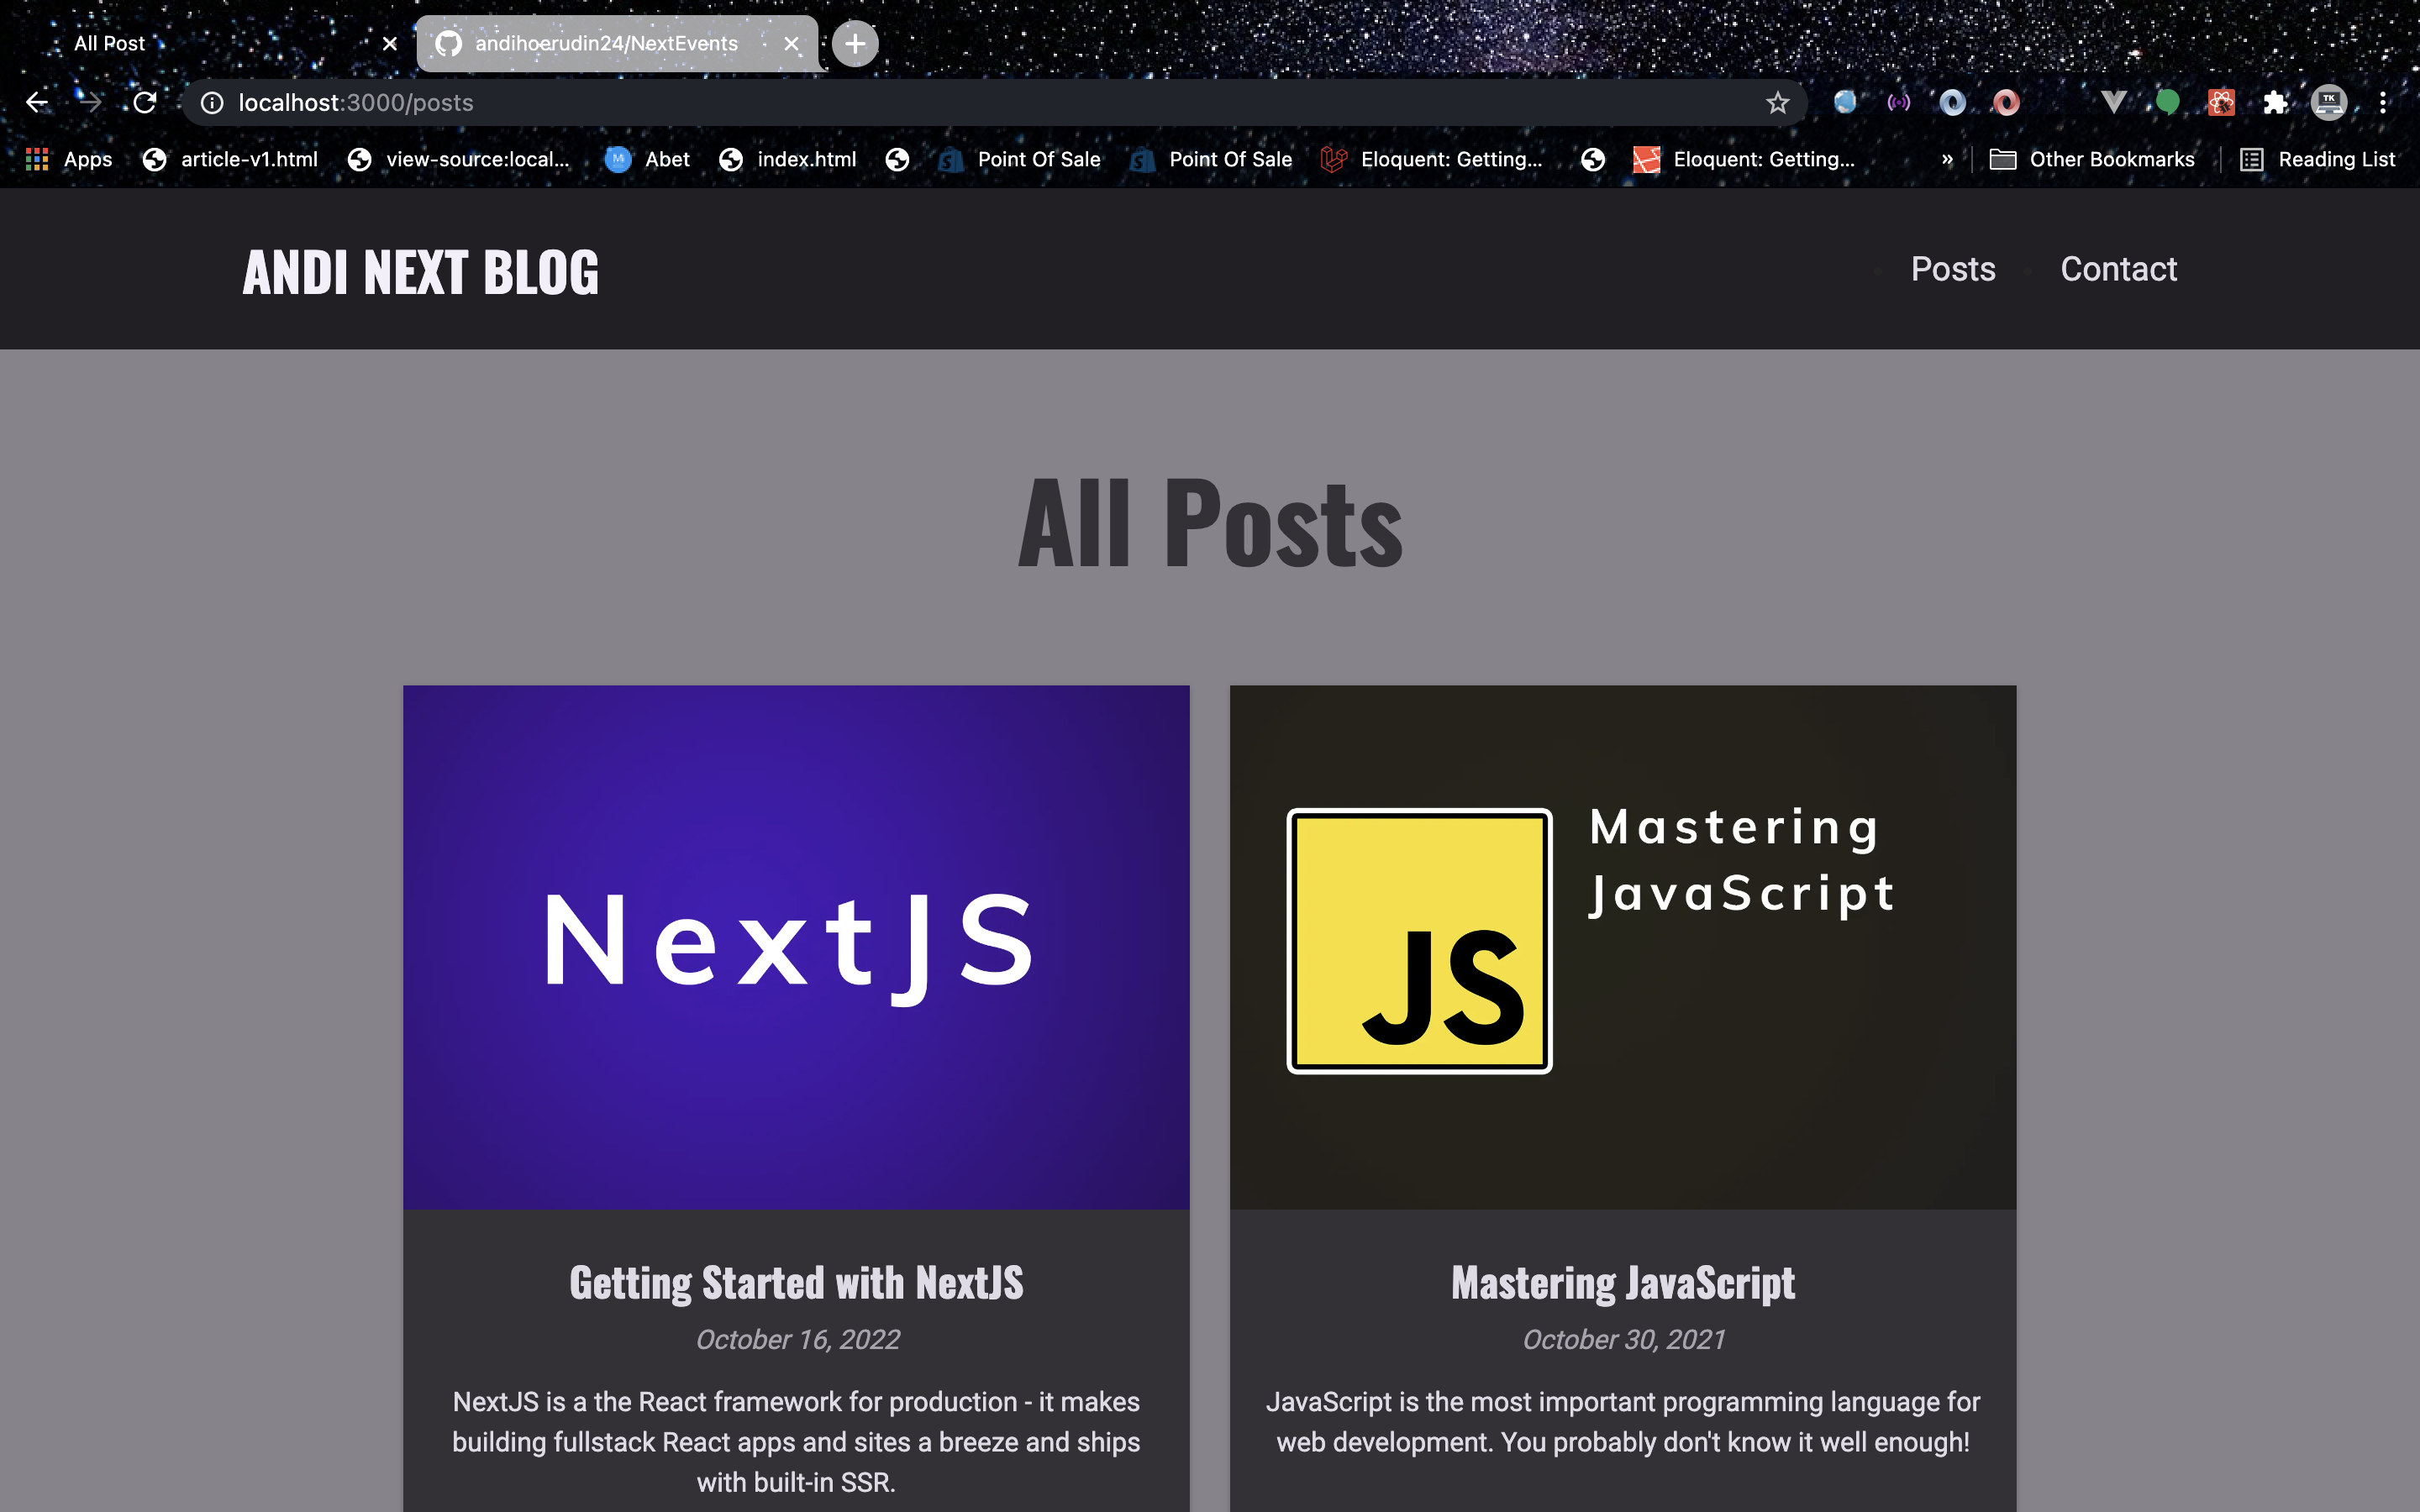 All Post
andihoerudin24/NextEvents
localhost:3000/posts
TK
Apps
article-v1.html
view-source:local...
M
Abet
index.html
Point Of Sale
Point Of Sale
Eloquent: Getting...
Eloquent: Getting...
»
Other Bookmarks
Reading List
ANDI NEXT BLOG
Posts
Contact
All Posts
NextJS
Mastering
JavaScript
JS
Getting Started with NextJS
October 16, 2022
NextJS is a the React framework for production - it makes
building fullstack React apps and sites a breeze and ships
with built-in SSR.
Mastering JavaScript
October 30, 2021
JavaScript is the most important programming language for
web development. You probably don't know it well enough!